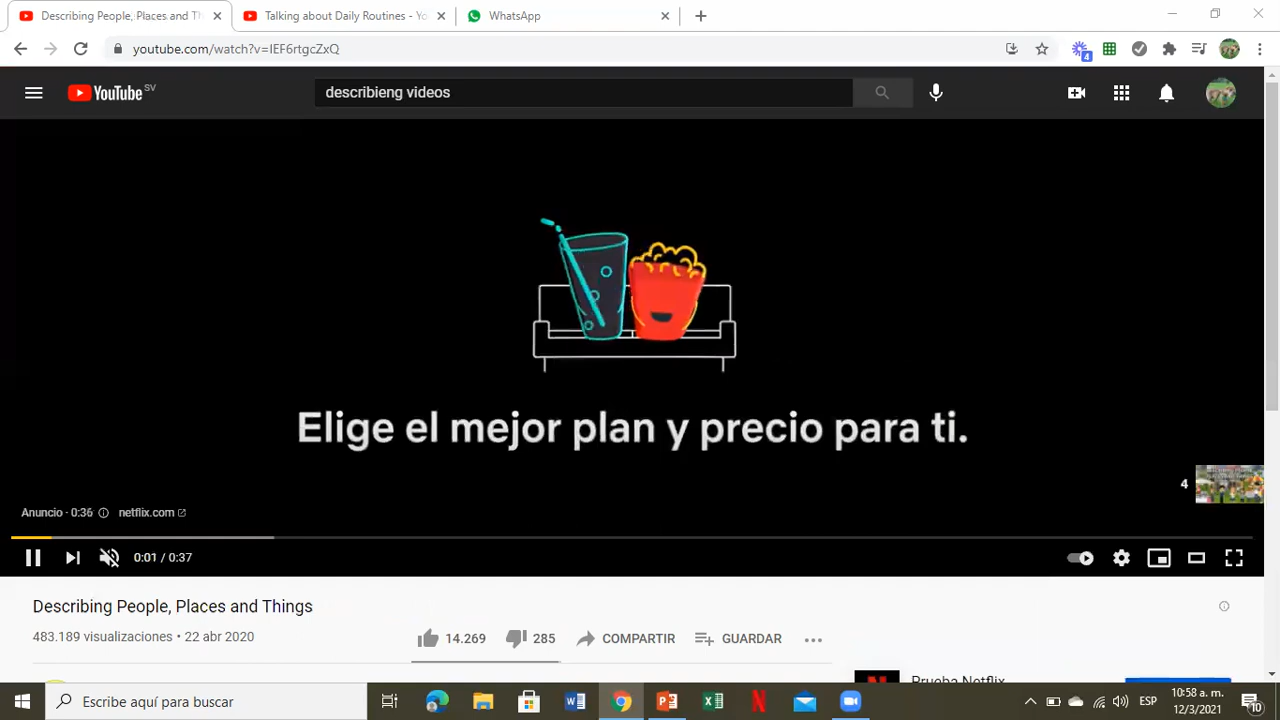 Describing People, Places and Th
Talking about Daily Routines - Yo
WhatsApp
youtube.com/watch?v=IEF6rtgcZxQ
4
YouTube SV
describieng videos
Elige el mejor plan y precio para ti.
4
Anuncio · 0:36 netflix.com
0:01 / 0:37
Describing People, Places and Things
483.189 visualizaciones • 22 abr 2020
14.269
285
COMPARTIR
GUARDAR
Prueba Netflix
Escribe aquí para buscar
ESP
10:58 a. m.
12/3/2021
10